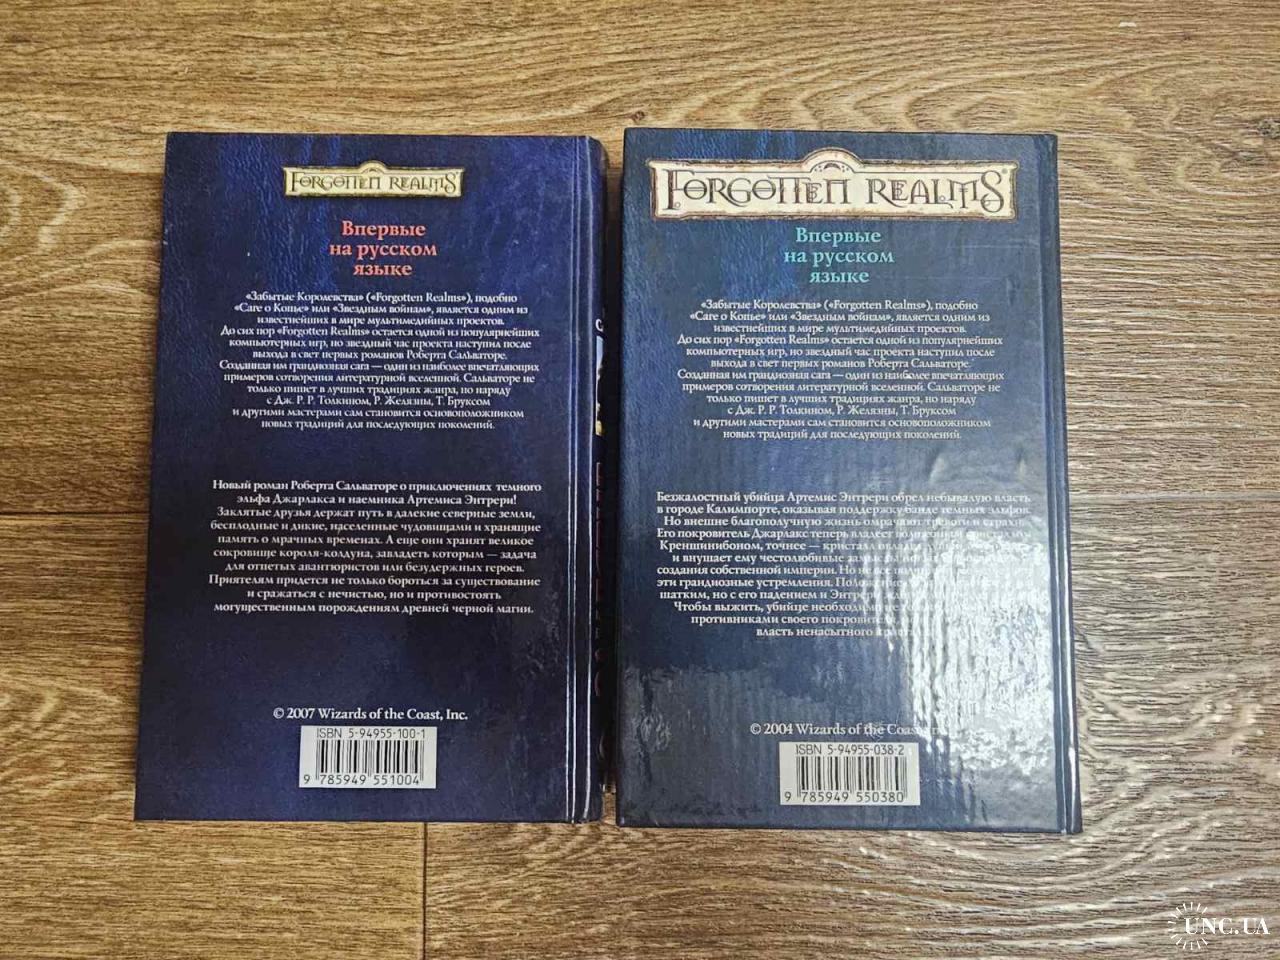 FORGOTTEN REALMS
Впервые
на русском
языке
«Забытые Королевства» («Forgotten Realms»), подобно
«Саге о Копье» или «Звездным войнам», является одним из
известнейших в мире мультимедийных проектов.
До сих пор «Forgotten Realms» остается одной из популярнейших
компьютерных игр, но звездный час проекта наступил после
выхода в свет первых романов Роберта Сальваторе.
Созданная им грандиозная сага — один из наиболее впечатляющих
примеров сотворения литературной вселенной. Сальваторе не
только пишет в лучших традициях жанра, но наряду
с Дж. Р. Р. Толкином, Р. Желязны, Т. Бруксом
и другими мастерами сам становится основоположником
новых традиций для последующих поколений.
Новый роман Роберта Сальваторе о приключениях темного
эльфа Джарлакса и наемника Артемиса Энтрери!
Заклятые друзья держат путь в далекие северные земли,
бесплодные и дикие, населенные чудовищами и хранящие
память о мрачных временах. А еще они хранят великое
сокровище короля-колдуна, завладеть которым — задача
для отпетых авантюристов или безудержных героев.
Приятелям придется не только бороться за существование
и сражаться с нечистью, но и противостоять
могущественным порождениям древней черной магии.
© 2007 Wizards of the Coast, Inc.
ISBN 5-94955-100-1
9 785949 551004
FORGOTTEN REALMS
Впервые
на русском
языке
«Забытые Королевства» («Forgotten Realms»), подобно
«Саге о Копье» или «Звездным войнам», является одним из
известнейших в мире мультимедийных проектов.
До сих пор «Forgotten Realms» остается одной из популярнейших
компьютерных игр, но звездный час проекта наступил после
выхода в свет первых романов Роберта Сальваторе.
Созданная им грандиозная сага — один из наиболее впечатляющих
примеров сотворения литературной вселенной. Сальваторе не
только пишет в лучших традициях жанра, но наряду
с Дж. Р. Р. Толкином, Р. Желязны, Т. Бруксом
и другими мастерами сам становится основоположником
новых традиций для последующих поколений.
Безжалостный убийца Артемис Энтрери обрел небывалую власть
в городе Калимпорте, оказывая поддержку банде темных эльфов.
Но внешне благополучную жизнь омрачают тревоги и страхи.
Его покровитель Джарлакс теперь владеет
Креншинибоном, точнее — кристалл
и внушает ему честолюбивые замыслы
создания собственной империи. Но не все
эти грандиозные устремления. Положение
шатким, но с его падением и Энтрери
Чтобы выжить, убийце необходимо не
противниками своего покровителя
власть ненасытного
© 2004 Wizards of the Coast, Inc.
ISBN 5-94955-038-2
9 785949 550380
UNC.UA